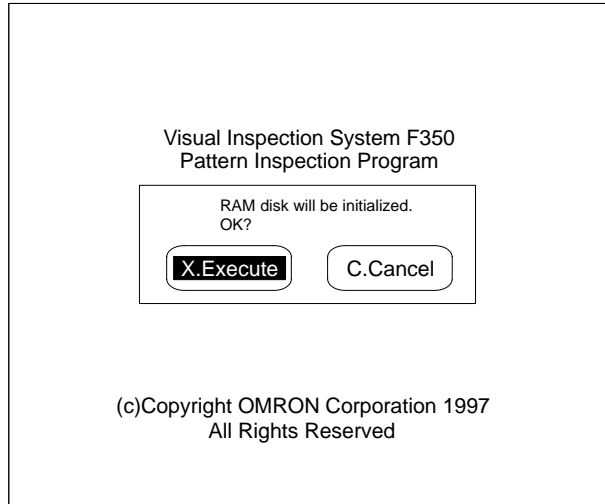 Visual Inspection System F350
Pattern Inspection Program
RAM disk will be initialized.
OK?
X.Execute C.Cancel
(c)Copyright OMRON Corporation 1997
All Rights Reserved